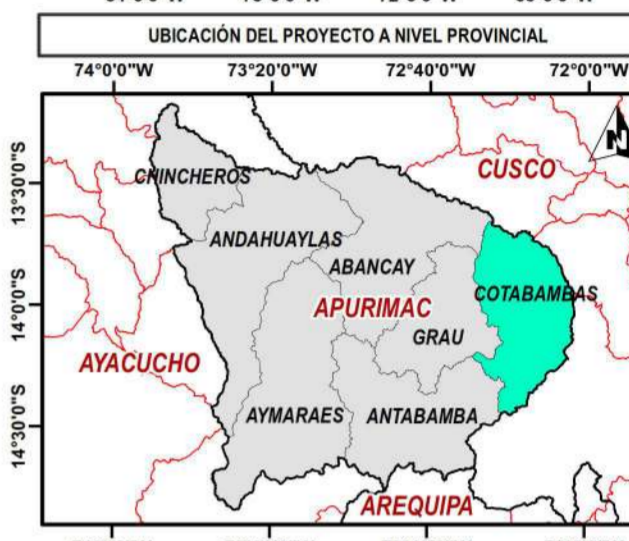 UBICACIÓN DEL PROYECTO A NIVEL PROVINCIAL
74°0'0"W 73°20'0"W 72°40'0"W 72°0'0"W
N
CUSCO
13°30'0"S
CHINCHEROS
ANDAHUAYLAS
ABANCAY
COTABAMBAS
14°0'0"S
APURIMAC
GRAU
AYACUCHO
14°30'0"S
AYMARAES ANTABAMBA
AREQUIPA